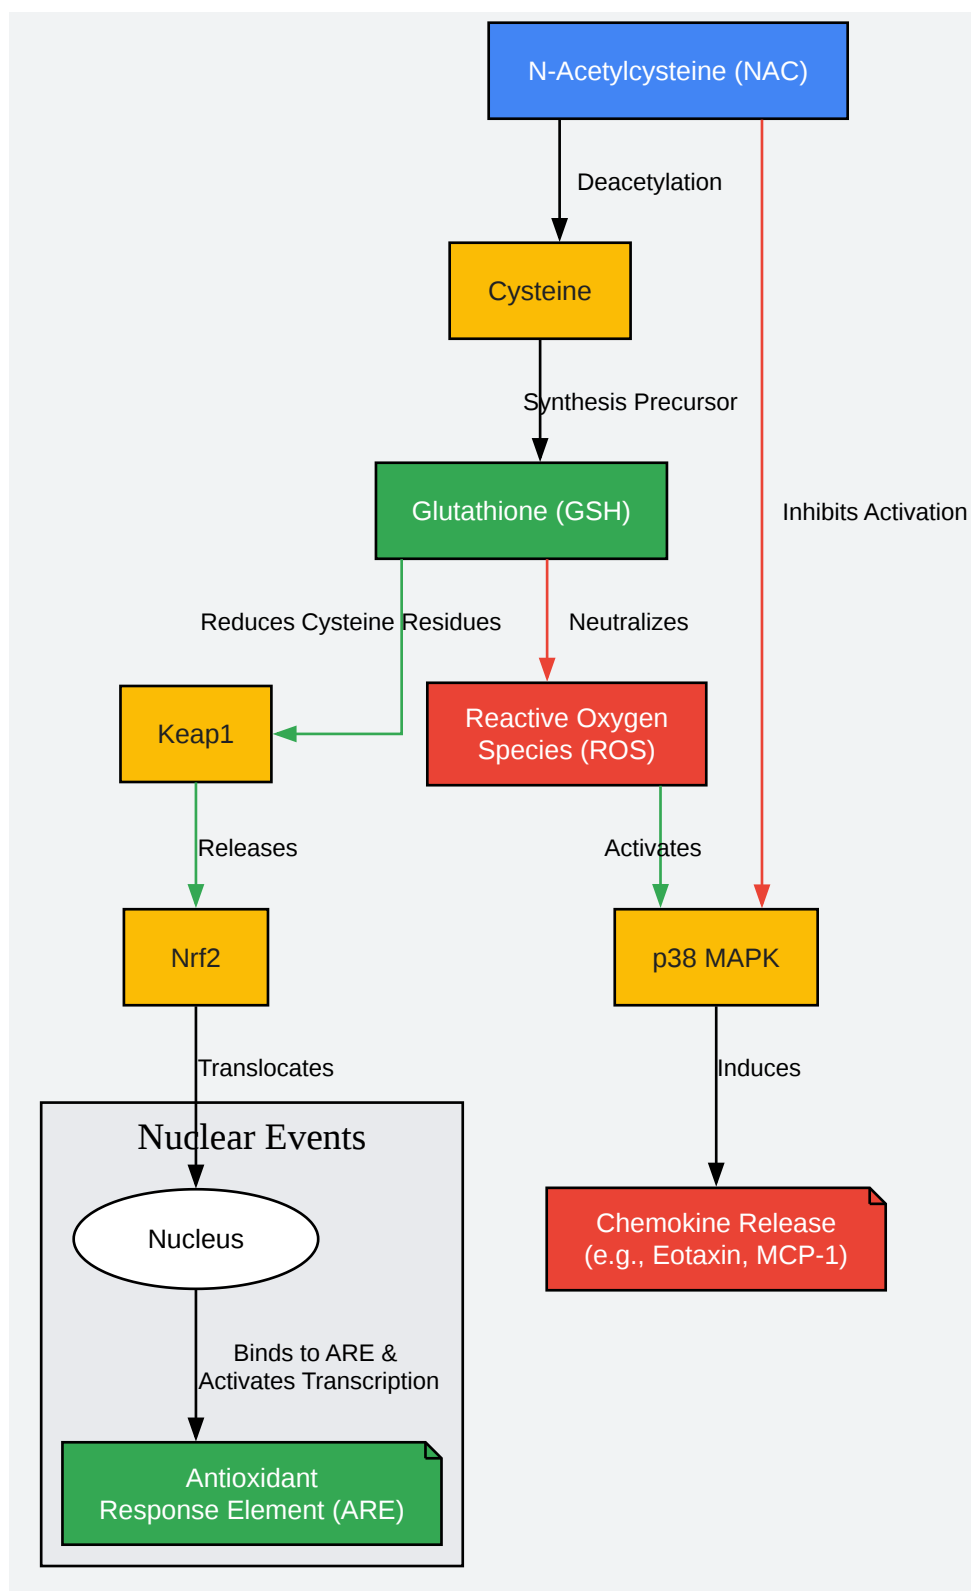 N-Acetylcysteine (NAC)
Deacetylation
Cysteine
Synthesis Precursor
Glutathione (GSH)
Inhibits Activation
Reduces Cysteine Residues
Neutralizes
Keap1
Reactive Oxygen
Species (ROS)
Releases
Activates
Nrf2
p38 MAPK
Translocates
Induces
Nuclear Events
Nucleus
Chemokine Release
(e.g., Eotaxin, MCP-1)
Binds to ARE &
Activates Transcription
Antioxidant
Response Element (ARE)